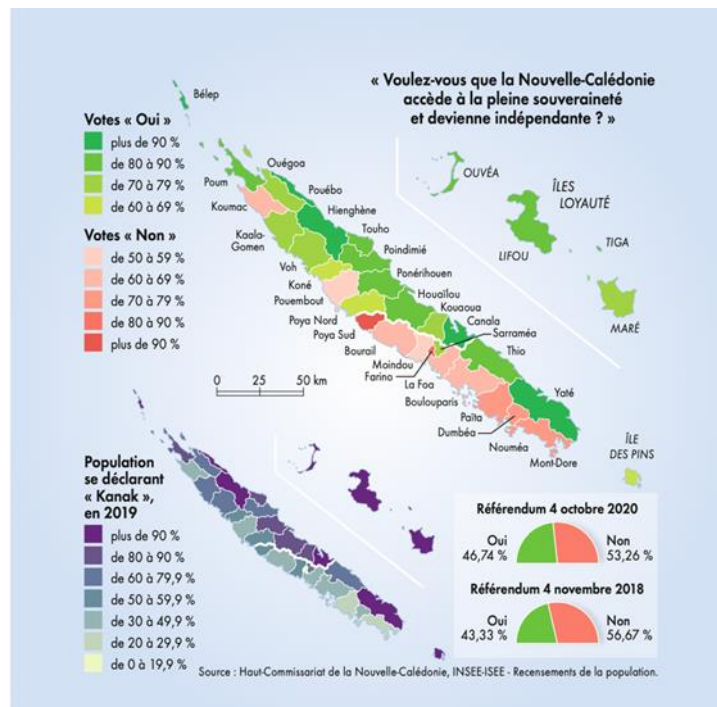 « Voulez-vous que la Nouvelle-Calédonie
accède à la pleine souveraineté
et devienne indépendante ? »
Votes « Oui »
plus de 90 %
de 80 à 90 %
de 70 à 79 %
de 60 à 69 %
Votes « Non »
de 50 à 59 %
de 60 à 69 %
de 70 à 79 %
de 80 à 90 %
plus de 90 %
Bélep
Ouégoa
Poum
Pouébo
Koumac
Hienghène
Touho
Kaala-
Gomen
Poindimié
Voh
Ponérihouen
Koné
Houaïlou
Pouembout
Kouaoua
Poya Nord
Canala
Poya Sud
Sarraméa
Bourail
Thio
Moindou
Farino
La Foa
Boulouparis
Yaté
Païta
Dumbéa
Nouméa
Mont-Dore
OUVÉA
ÎLES
LOYAUTÉ
LIFOU
TIGA
MARÉ
ÎLE
DES PINS
0 25 50 km
Population
se déclarant
« Kanak »,
en 2019
plus de 90 %
de 80 à 90 %
de 60 à 79,9 %
de 50 à 59,9 %
de 30 à 49,9 %
de 20 à 29,9 %
de 0 à 19,9 %
Référendum 4 octobre 2020
Oui
46,74 %
Non
53,26 %
Référendum 4 novembre 2018
Oui
43,33 %
Non
56,67 %
Source : Haut-Commissariat de la Nouvelle-Calédonie, INSEE-ISEE - Recensements de la population.